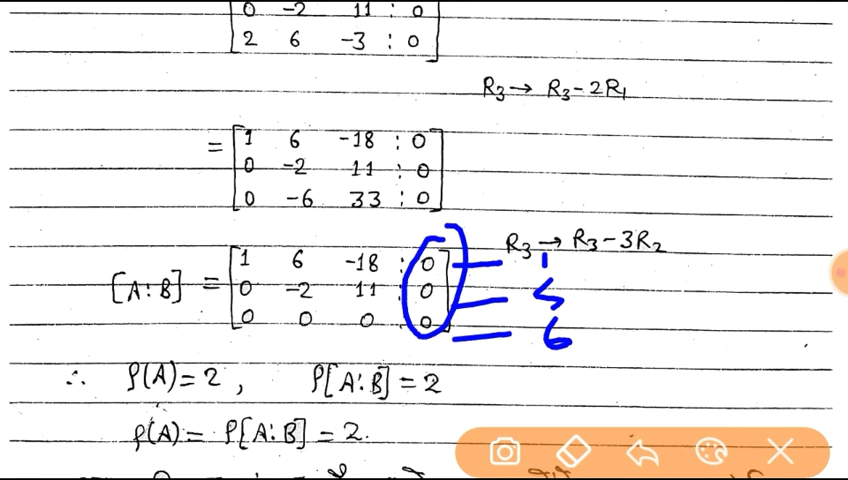 0 -2 11 : 0
2 6 -3 : 0
R₃→ R₃-2R₁
= 1 6 -18 : 0
0 -2 11 : 0
0 -6 33 : 0
R₃→ R₃-3R₂
[A:B] = 1 6 -18 : 0
0 -2 11 : 0
0 0 0 : 0
6
∴ ρ(A)=2, ρ[A:B]=2
ρ(A)= ρ[A:B]=2.